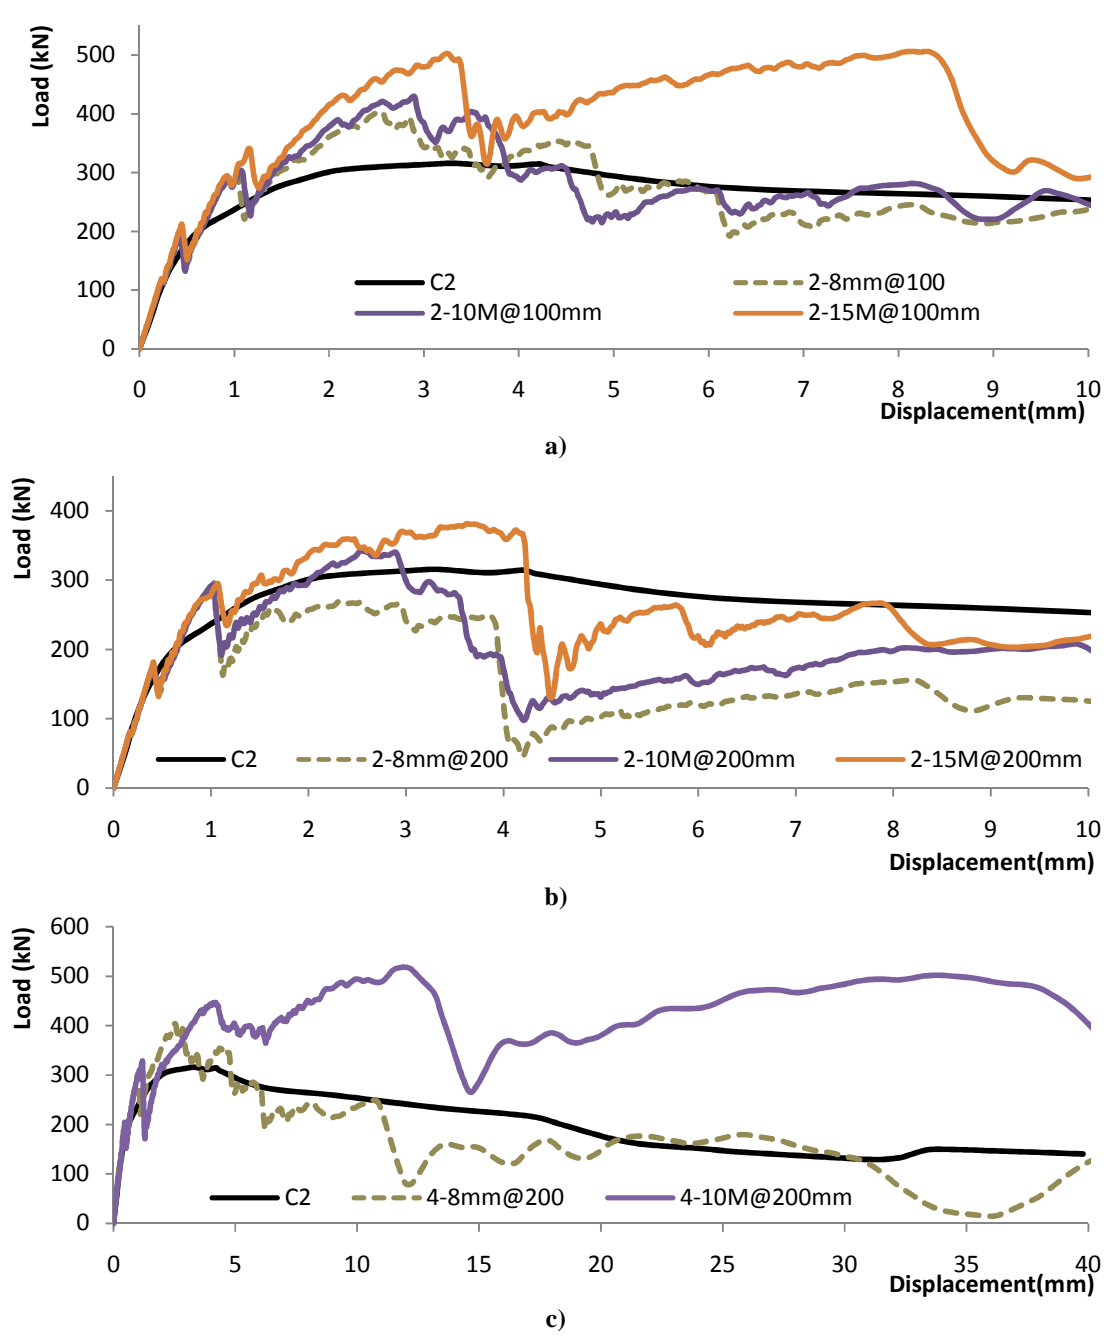 Load (kN)
500
400
300
200
100
0
C2
2-8mm@100
2-10M@100mm
2-15M@100mm
0 1 2 3 4 5 6 7 8 9 10
Displacement(mm)
a)
Load (kN)
400
300
200
100
0
C2 2-8mm@200 2-10M@200mm 2-15M@200mm
0 1 2 3 4 5 6 7 8 9 10
Displacement(mm)
b)
Load (kN)
600
500
400
300
200
100
0
C2 4-8mm@200 4-10M@200mm
0 5 10 15 20 25 30 35 40
Displacement(mm)
c)